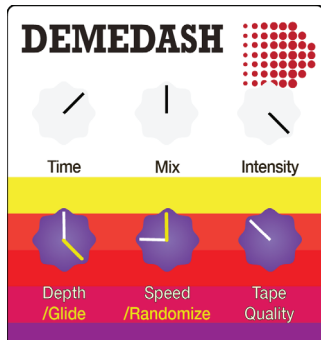 DEMEDASH
Time Mix Intensity
Depth Speed Tape
/Glide /Randomize Quality